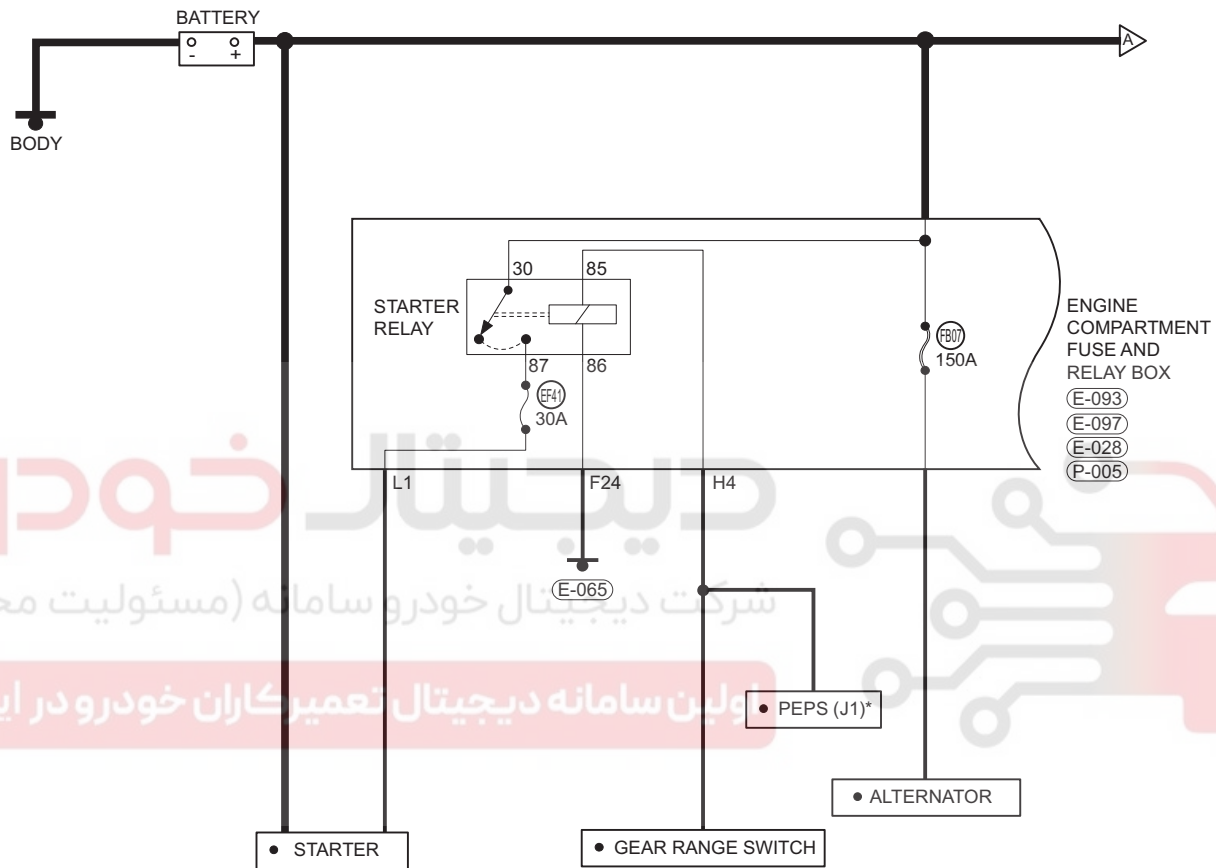 BATTERY
- +
A
BODY
30 85
STARTER
RELAY
87 86
EF41
30A
FB07
150A
ENGINE
COMPARTMENT
FUSE AND
RELAY BOX
E-093
E-097
E-028
P-005
L1 F24 H4
دیجیتال خودر
E-065
شرکت دیجیتال خودرو سامانه (مسئولیت
اولین سامانه دیجیتال تعمیرکاران خودرو در
PEPS (J1)*
ALTERNATOR
STARTER
GEAR RANGE SWITCH